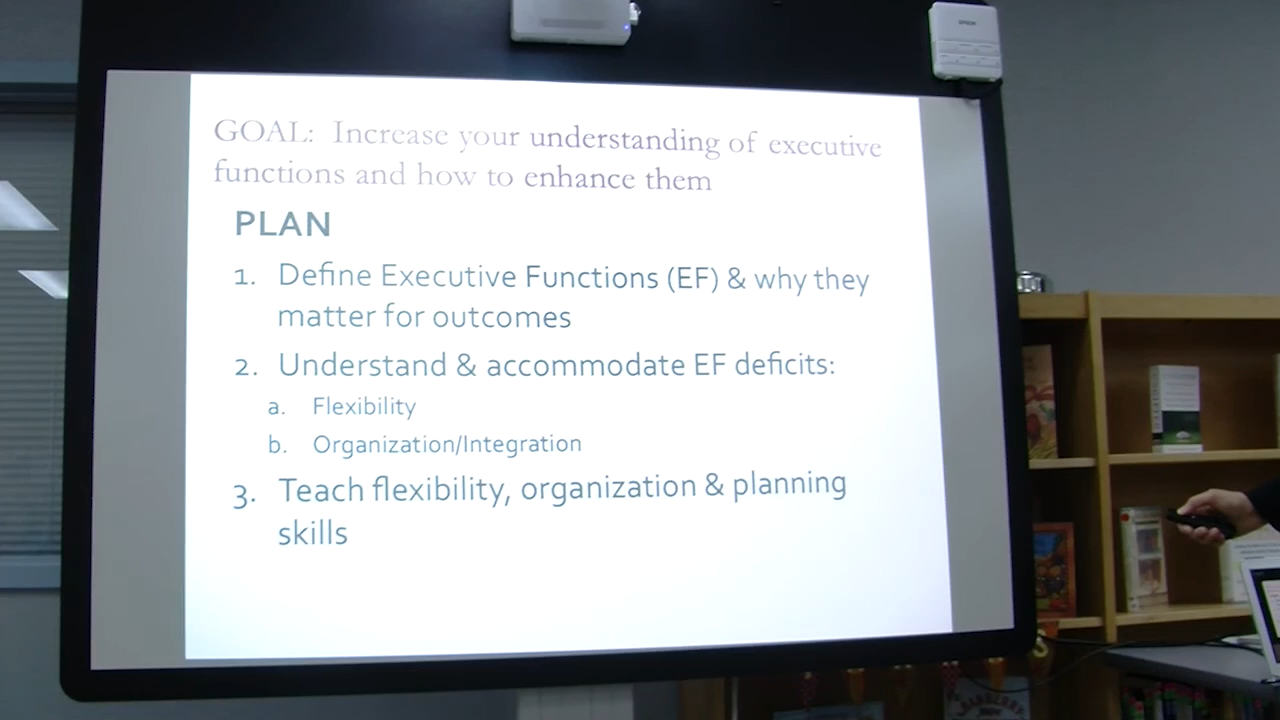 EPSON
GOAL: Increase your understanding of executive
functions and how to enhance them
PLAN
1. Define Executive Functions (EF) & why they
matter for outcomes
2. Understand & accommodate EF deficits:
a. Flexibility
b. Organization/Integration
3. Teach flexibility, organization & planning
skills